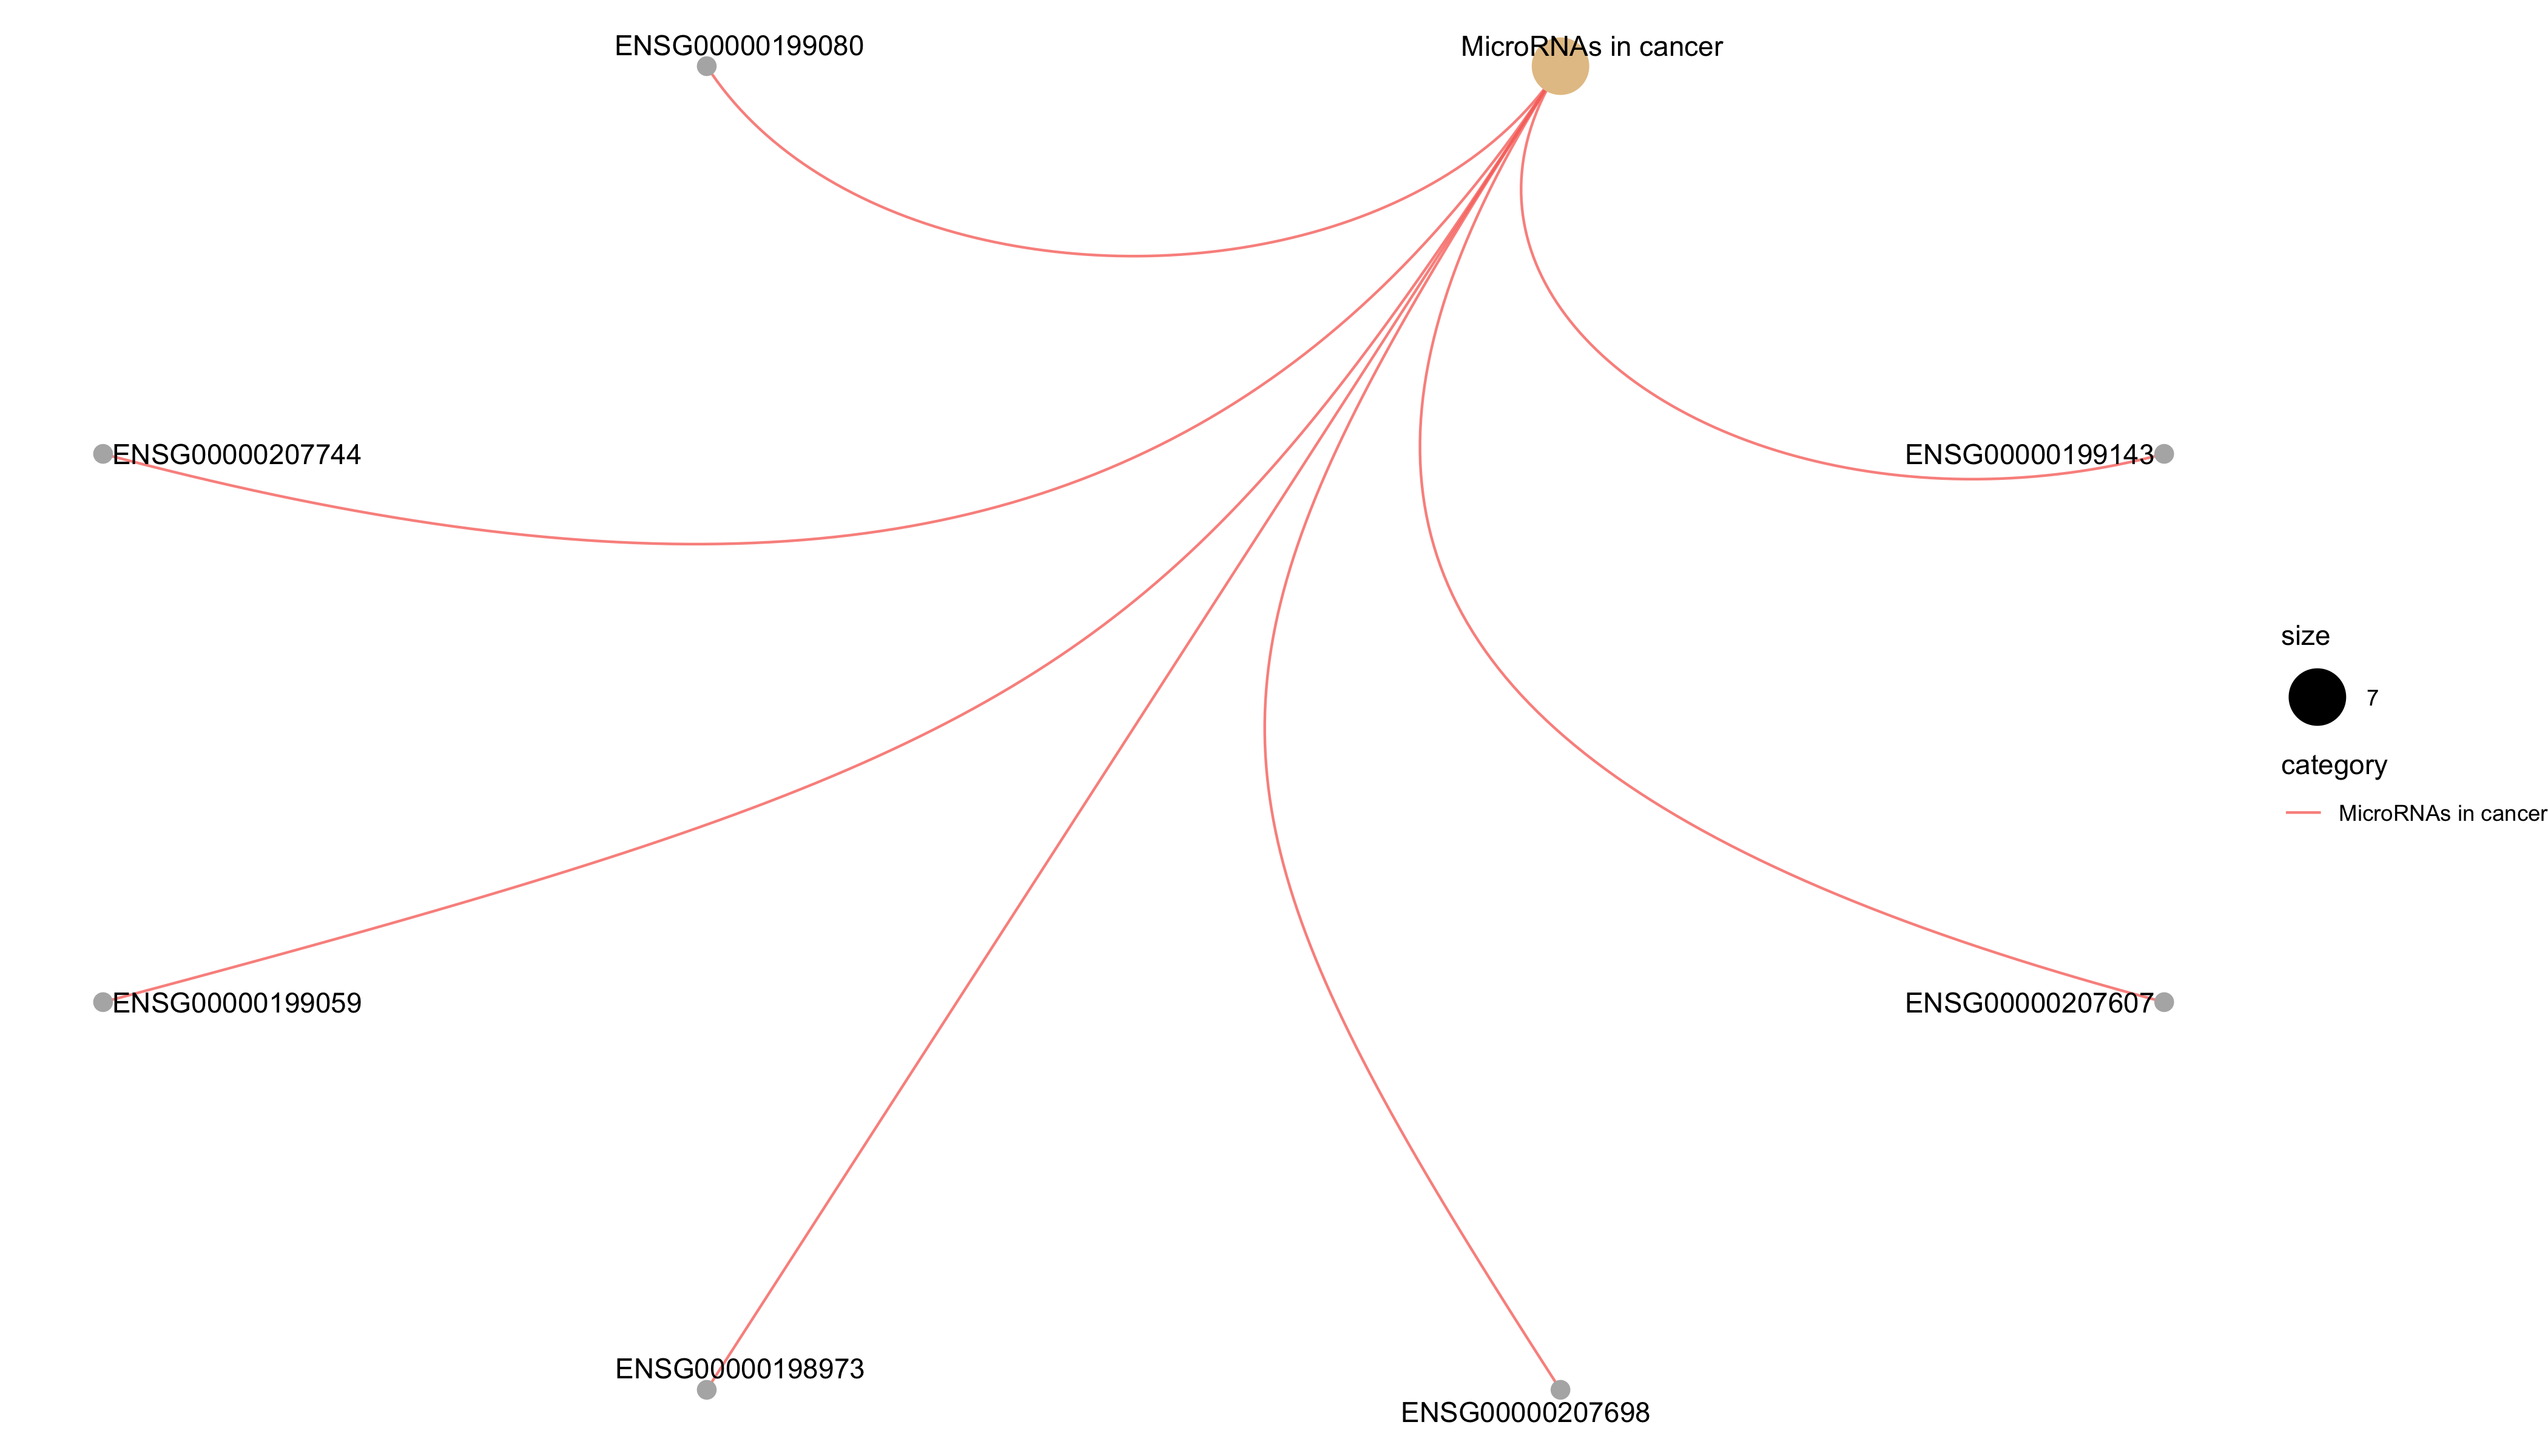 ENSG00000199080
MicroRNAs in cancer
ENSG00000207744
ENSG00000199143
size
7
category
MicroRNAs in cancer
ENSG00000199059
ENSG00000207607
ENSG00000198973
ENSG00000207698